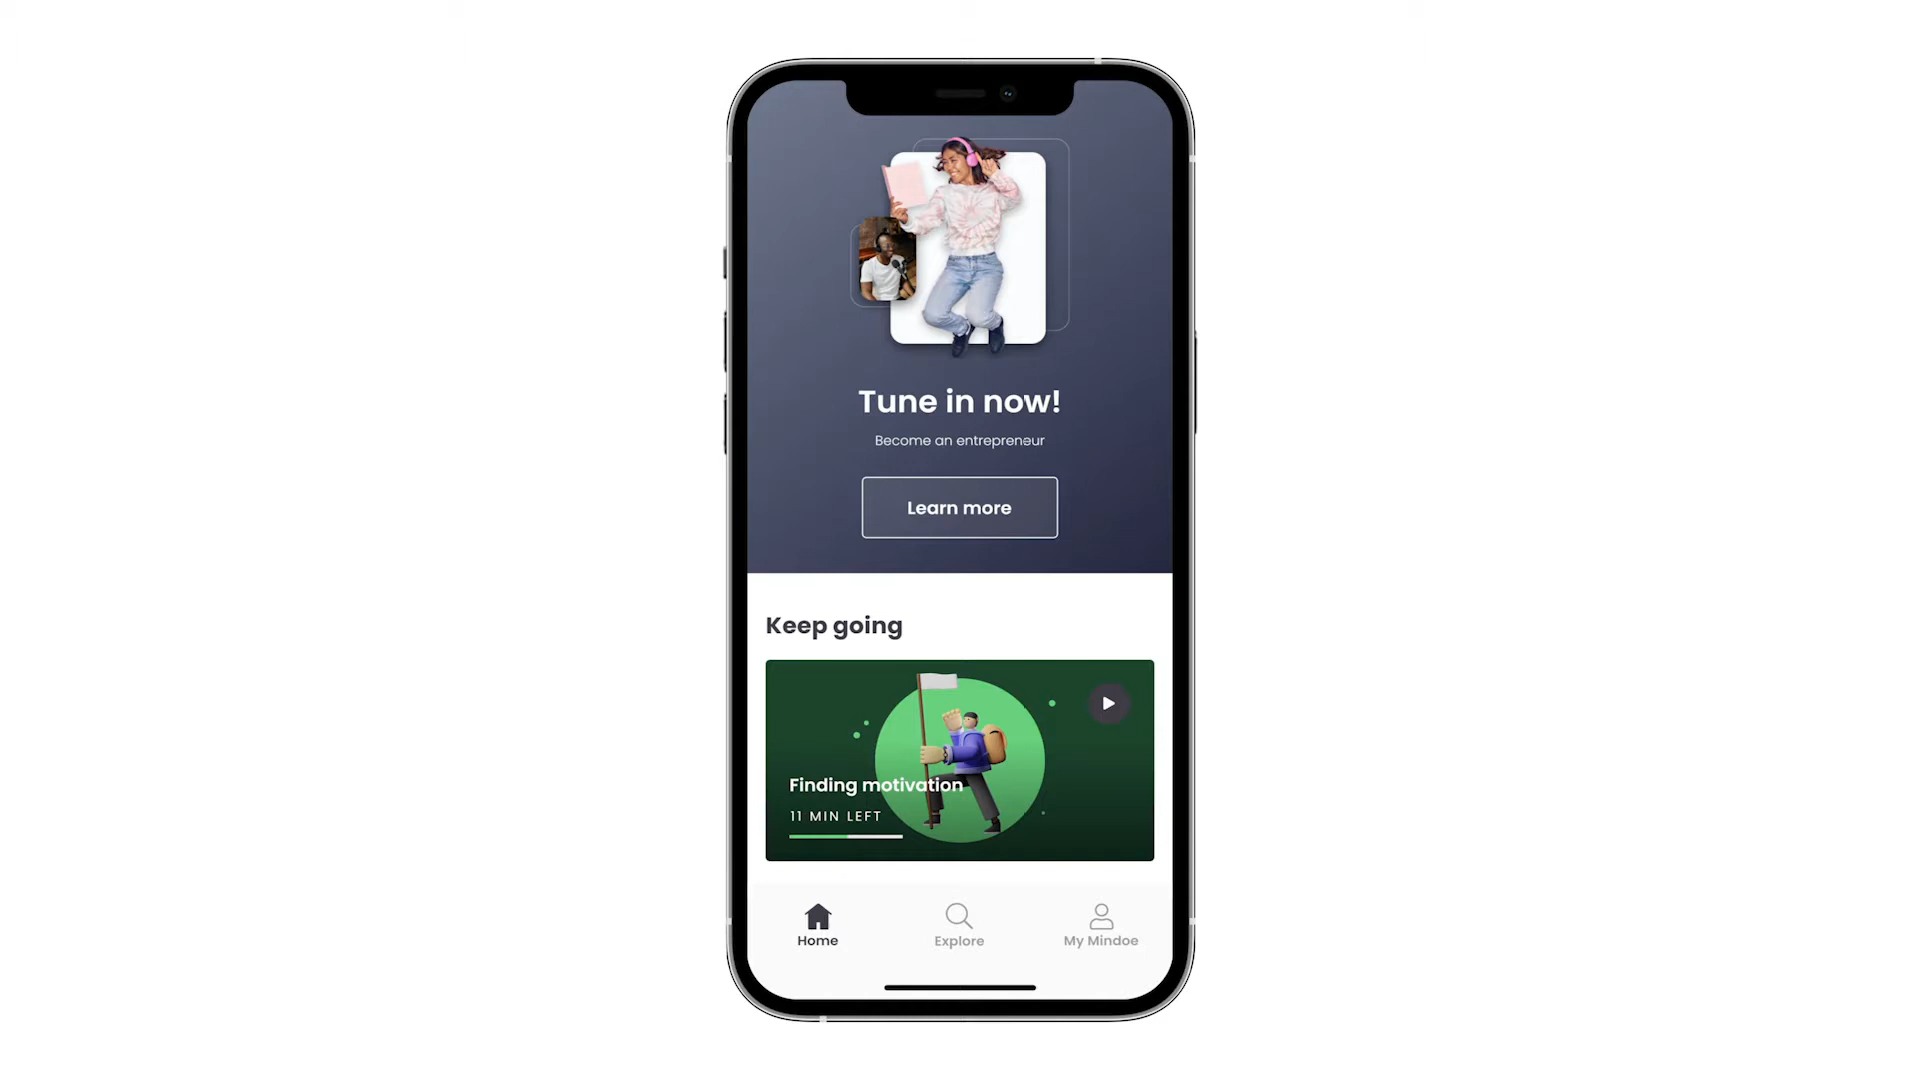 Tune in now!
Become an entrepreneur
Learn more
Keep going
Finding motivation
11 MIN LEFT
Home
Explore
My Mindoe